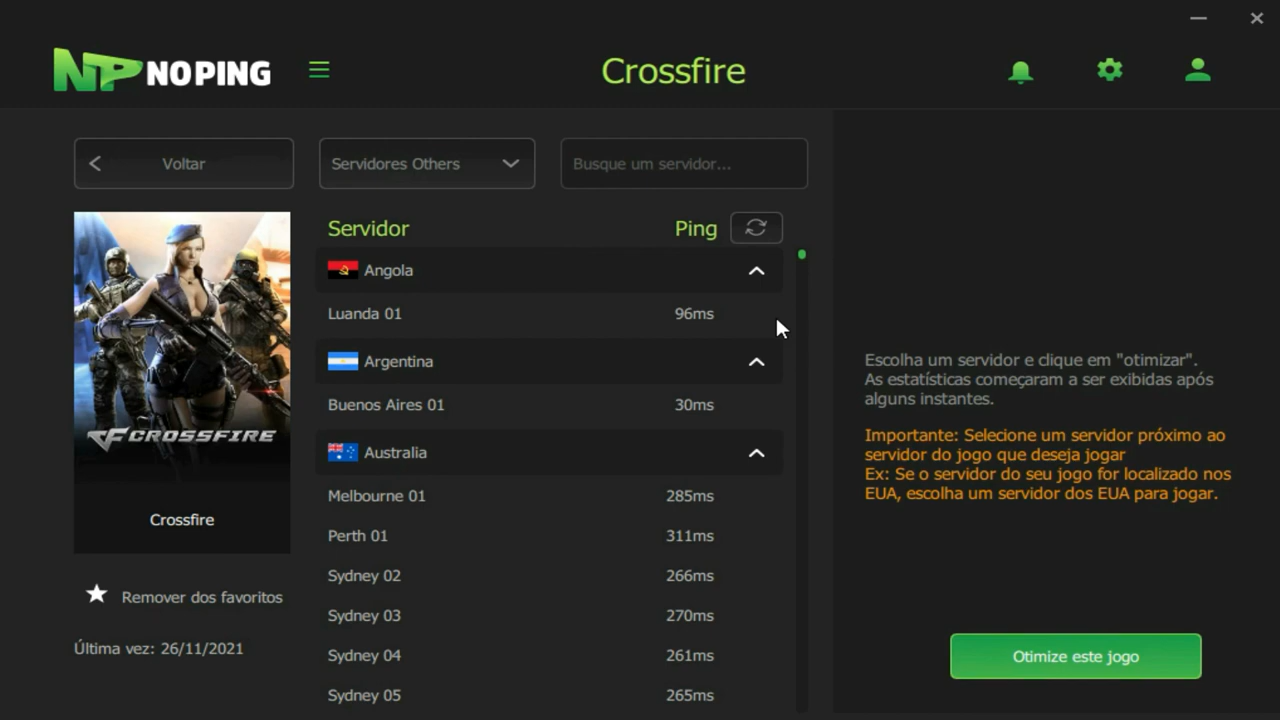 NP NOPING
Crossfire
Voltar
Servidores Others
Busque um servidor...
Servidor
Ping
Angola
Luanda 01
96ms
Argentina
Buenos Aires 01
30ms
Australia
Melbourne 01
285ms
Perth 01
311ms
Sydney 02
266ms
Sydney 03
270ms
Sydney 04
261ms
Sydney 05
265ms
CF CROSSFIRE
Crossfire
Remover dos favoritos
Última vez: 26/11/2021
Escolha um servidor e clique em "otimizar".
As estatísticas começaram a ser exibidas após
alguns instantes.
Importante: Selecione um servidor próximo ao
servidor do jogo que deseja jogar
Ex: Se o servidor do seu jogo for localizado nos
EUA, escolha um servidor dos EUA para jogar.
Otimize este jogo